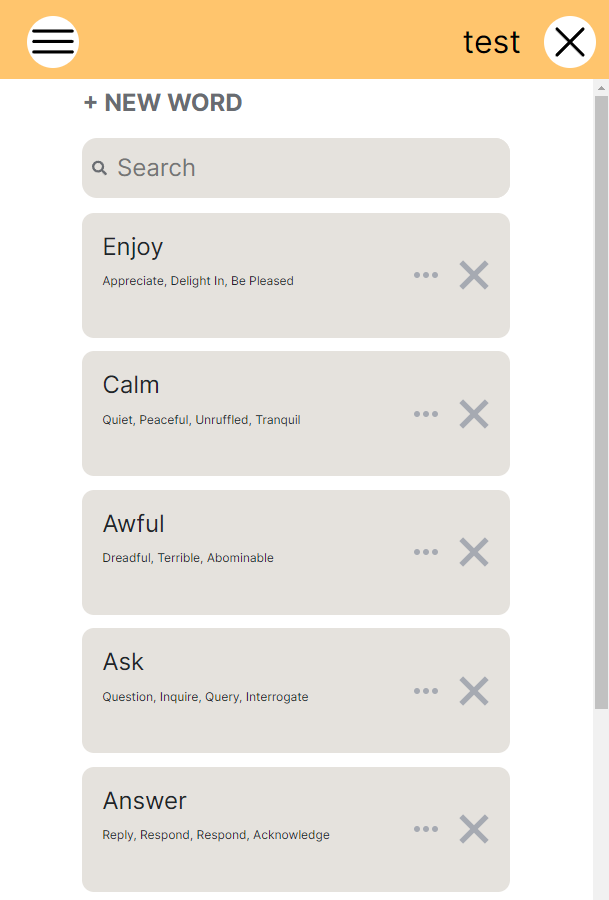 test
+ NEW WORD
Search
Enjoy
Appreciate, Delight In, Be Pleased
Calm
Quiet, Peaceful, Unruffled, Tranquil
Awful
Dreadful, Terrible, Abominable
Ask
Question, Inquire, Query, Interrogate
Answer
Reply, Respond, Respond, Acknowledge